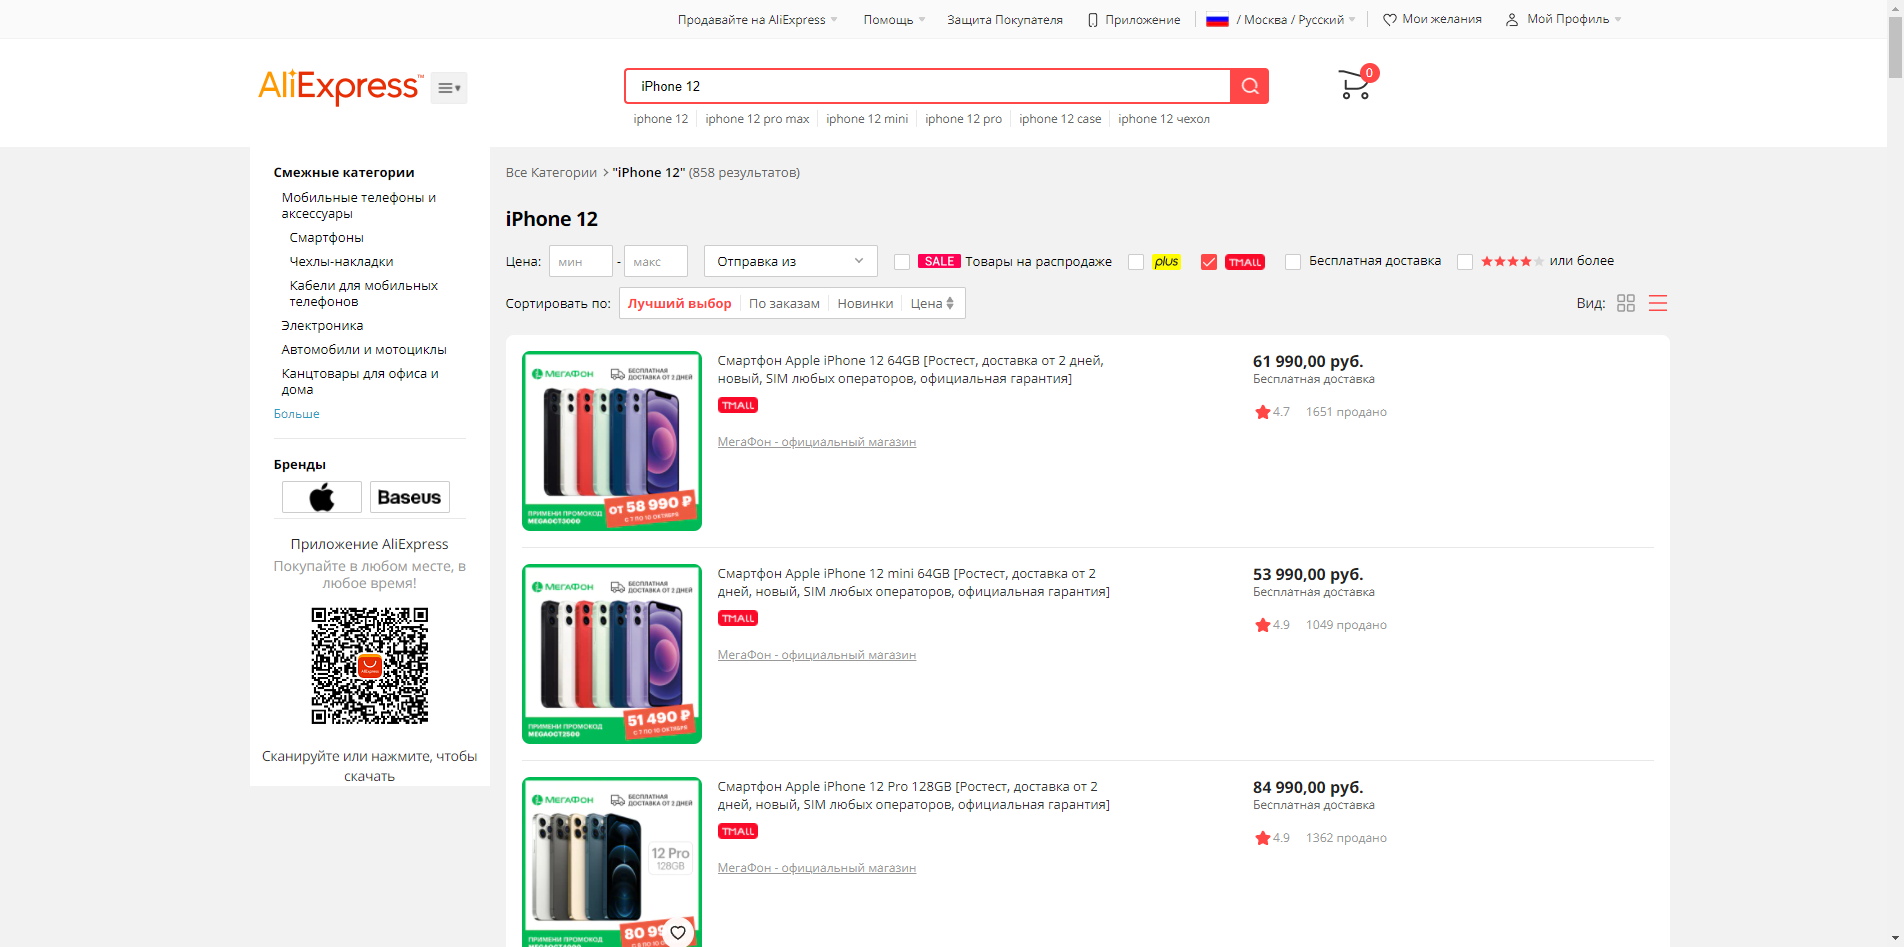 Продавайте на AliExpress
Помощь
Защита Покупателя
Приложение
/ Москва / Русский
Мои желания
Мой Профиль
AliExpress™
iPhone 12
0
iphone 12
iphone 12 pro max
iphone 12 mini
iphone 12 pro
iphone 12 case
iphone 12 чехол
Смежные категории
Мобильные телефоны и
аксессуары
Смартфоны
Чехлы-накладки
Кабели для мобильных
телефонов
Электроника
Автомобили и мотоциклы
Канцтовары для офиса и
дома
Больше
Бренды
Baseus
Приложение AliExpress
Покупайте в любом месте, в
любое время!
AliExpress
Сканируйте или нажмите, чтобы
скачать
Все Категории > "iPhone 12" (858 результатов)
iPhone 12
Цена: мин - макс
Отправка из
SALE Товары на распродаже
plus
TMALL
Бесплатная доставка
или более
Сортировать по: Лучший выбор По заказам Новинки Цена
Вид:
МЕГАФОН
БЕСПЛАТНАЯ
ДОСТАВКА ОТ 2 ДНЕЙ
ПРИМЕНИ ПРОМОКОД
MEGAOCT3000
от 58 990 ₽
С 7 ПО 10 ОКТЯБРЯ
Смартфон Apple iPhone 12 64GB [Ростест, доставка от 2 дней,
новый, SIM любых операторов, официальная гарантия]
TMALL
МегаФон - официальный магазин
61 990,00 руб.
Бесплатная доставка
4.7 1651 продано
МЕГАФОН
БЕСПЛАТНАЯ
ДОСТАВКА ОТ 2 ДНЕЙ
ПРИМЕНИ ПРОМОКОД
MEGAOCT2500
51 490 ₽
С 7 ПО 10 ОКТЯБРЯ
Смартфон Apple iPhone 12 mini 64GB [Ростест, доставка от 2
дней, новый, SIM любых операторов, официальная гарантия]
TMALL
МегаФон - официальный магазин
53 990,00 руб.
Бесплатная доставка
4.9 1049 продано
МЕГАФОН
БЕСПЛАТНАЯ
ДОСТАВКА ОТ 2 ДНЕЙ
12 Pro
128GB
ПРИМЕНИ ПРОМОКОД
80 99
Смартфон Apple iPhone 12 Pro 128GB [Ростест, доставка от 2
дней, новый, SIM любых операторов, официальная гарантия]
TMALL
МегаФон - официальный магазин
84 990,00 руб.
Бесплатная доставка
4.9 1362 продано